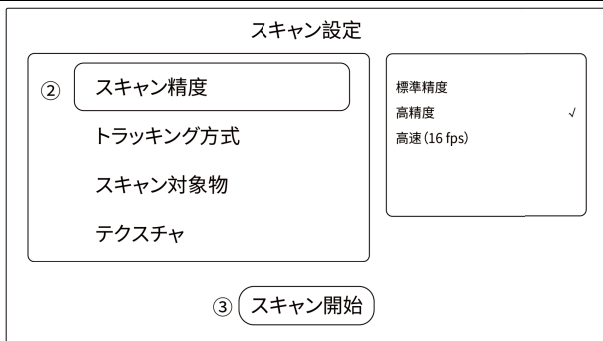 スキャン設定
② スキャン精度
トラッキング方式
スキャン対象物
テクスチャ
標準精度
高精度 √
高速(16 fps)
③ スキャン開始